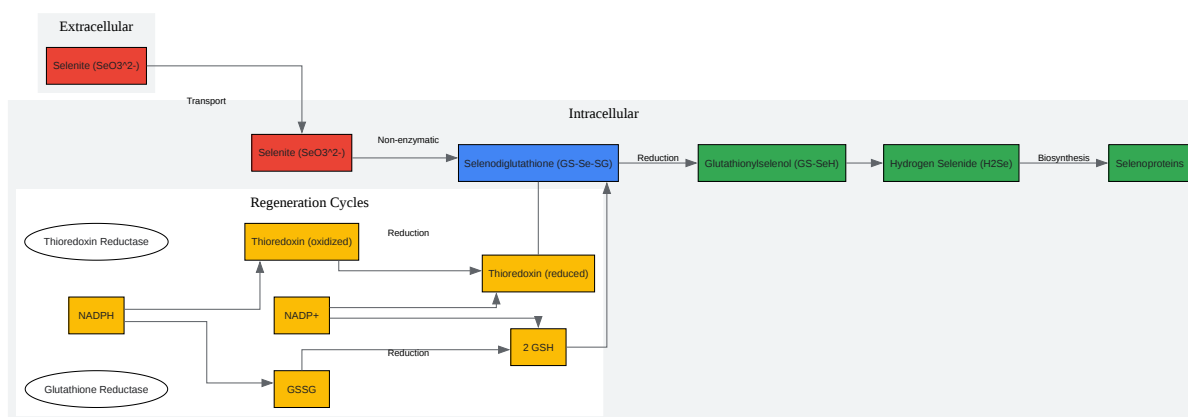 Extracellular
Selenite (SeO3^2-)
Transport
Intracellular
Selenite (SeO3^2-)
Non-enzymatic
Selenodiglutathione (GS-Se-SG)
Reduction
Glutathionylselenol (GS-SeH)
Hydrogen Selenide (H2Se)
Biosynthesis
Selenoproteins
Regeneration Cycles
Thioredoxin Reductase
Thioredoxin (oxidized)
Reduction
Thioredoxin (reduced)
NADPH
NADP+
2 GSH
Reduction
Glutathione Reductase
GSSG